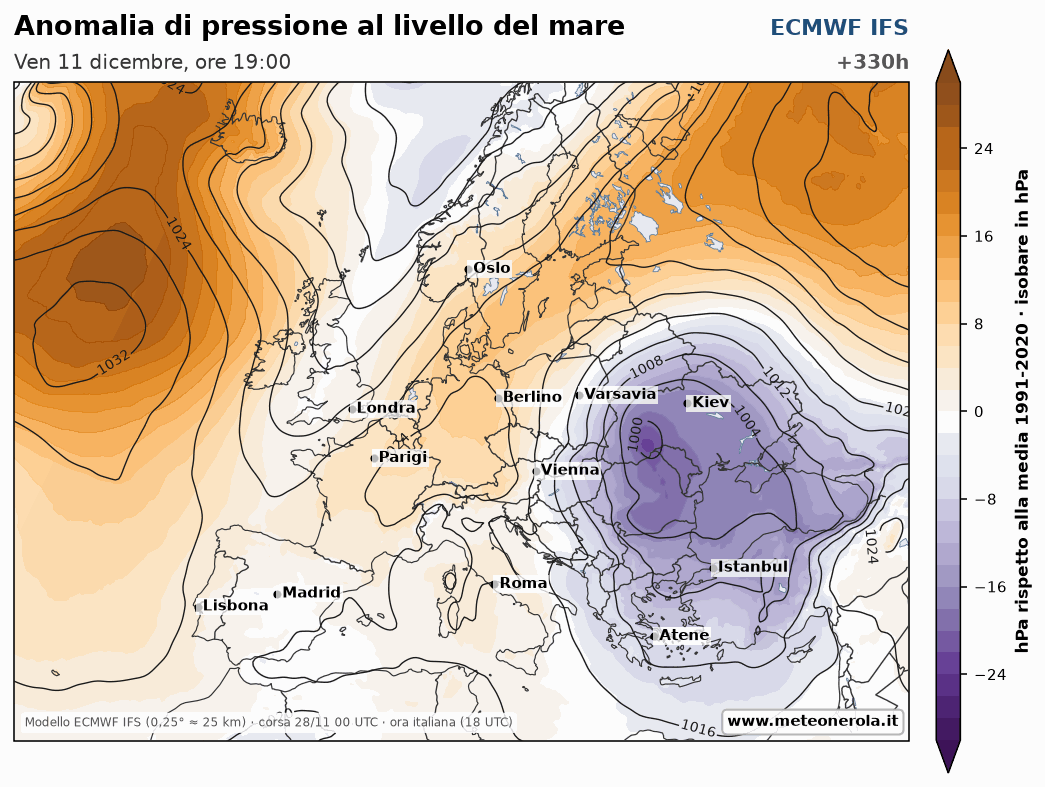 Anomalia di pressione al livello del mare
ECMWF IFS
Ven 11 dicembre, ore 19:00
+330h
1024
1032
Oslo
Londra
Berlino
Varsavia
Kiev
Parigi
Vienna
1008
1012
1004
1000
1024
Istanbul
Roma
Madrid
Lisbona
Atene
1016
Modello ECMWF IFS (0,25° ≈ 25 km) · corsa 28/11 00 UTC · ora italiana (18 UTC)
www.meteonerola.it
24
16
8
0
−8
−16
−24
hPa rispetto alla media 1991-2020 · isobare in hPa